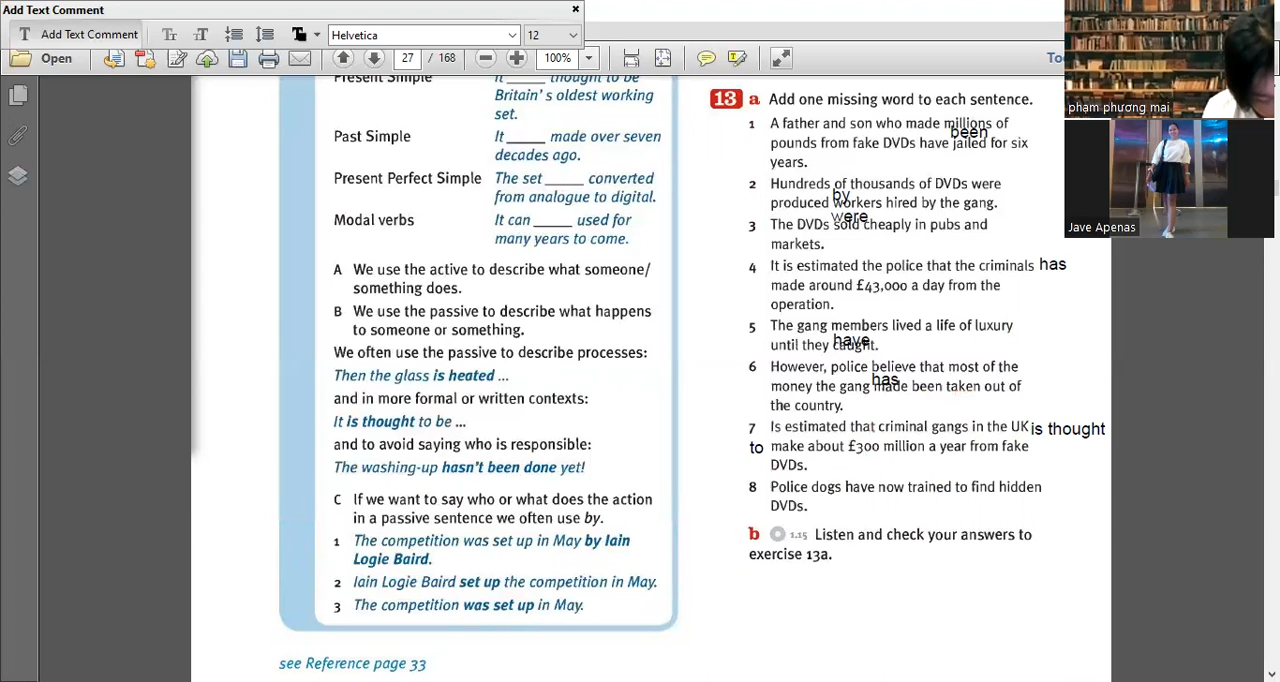 Add Text Comment
Add Text Comment
Helvetica
12
Open
27 / 168
100%
Too
phạm phương mai
Jave Apenas
Present Simple It _____ thought to be
Britain's oldest working
set.
Past Simple It _____ made over seven
decades ago.
Present Perfect Simple The set _____ converted
from analogue to digital.
Modal verbs It can _____ used for
many years to come.
A We use the active to describe what someone/
something does.
B We use the passive to describe what happens
to someone or something.
We often use the passive to describe processes:
Then the glass is heated ...
and in more formal or written contexts:
It is thought to be ...
and to avoid saying who is responsible:
The washing-up hasn't been done yet!
C If we want to say who or what does the action
in a passive sentence we often use by.
1 The competition was set up in May by Iain
Logie Baird.
2 Iain Logie Baird set up the competition in May.
3 The competition was set up in May.
see Reference page 33
13 a Add one missing word to each sentence.
1 A father and son who made millions of
been
pounds from fake DVDs have jailed for six
years.
2 Hundreds of thousands of DVDs were
by
produced workers hired by the gang.
were
3 The DVDs sold cheaply in pubs and
markets.
4 It is estimated the police that the criminals has
made around £43,000 a day from the
operation.
5 The gang members lived a life of luxury
have
until they caught.
6 However, police believe that most of the
has
money the gang made been taken out of
the country.
7 Is estimated that criminal gangs in the UK is thought
to make about £300 million a year from fake
DVDs.
8 Police dogs have now trained to find hidden
DVDs.
b 1.15 Listen and check your answers to
exercise 13a.